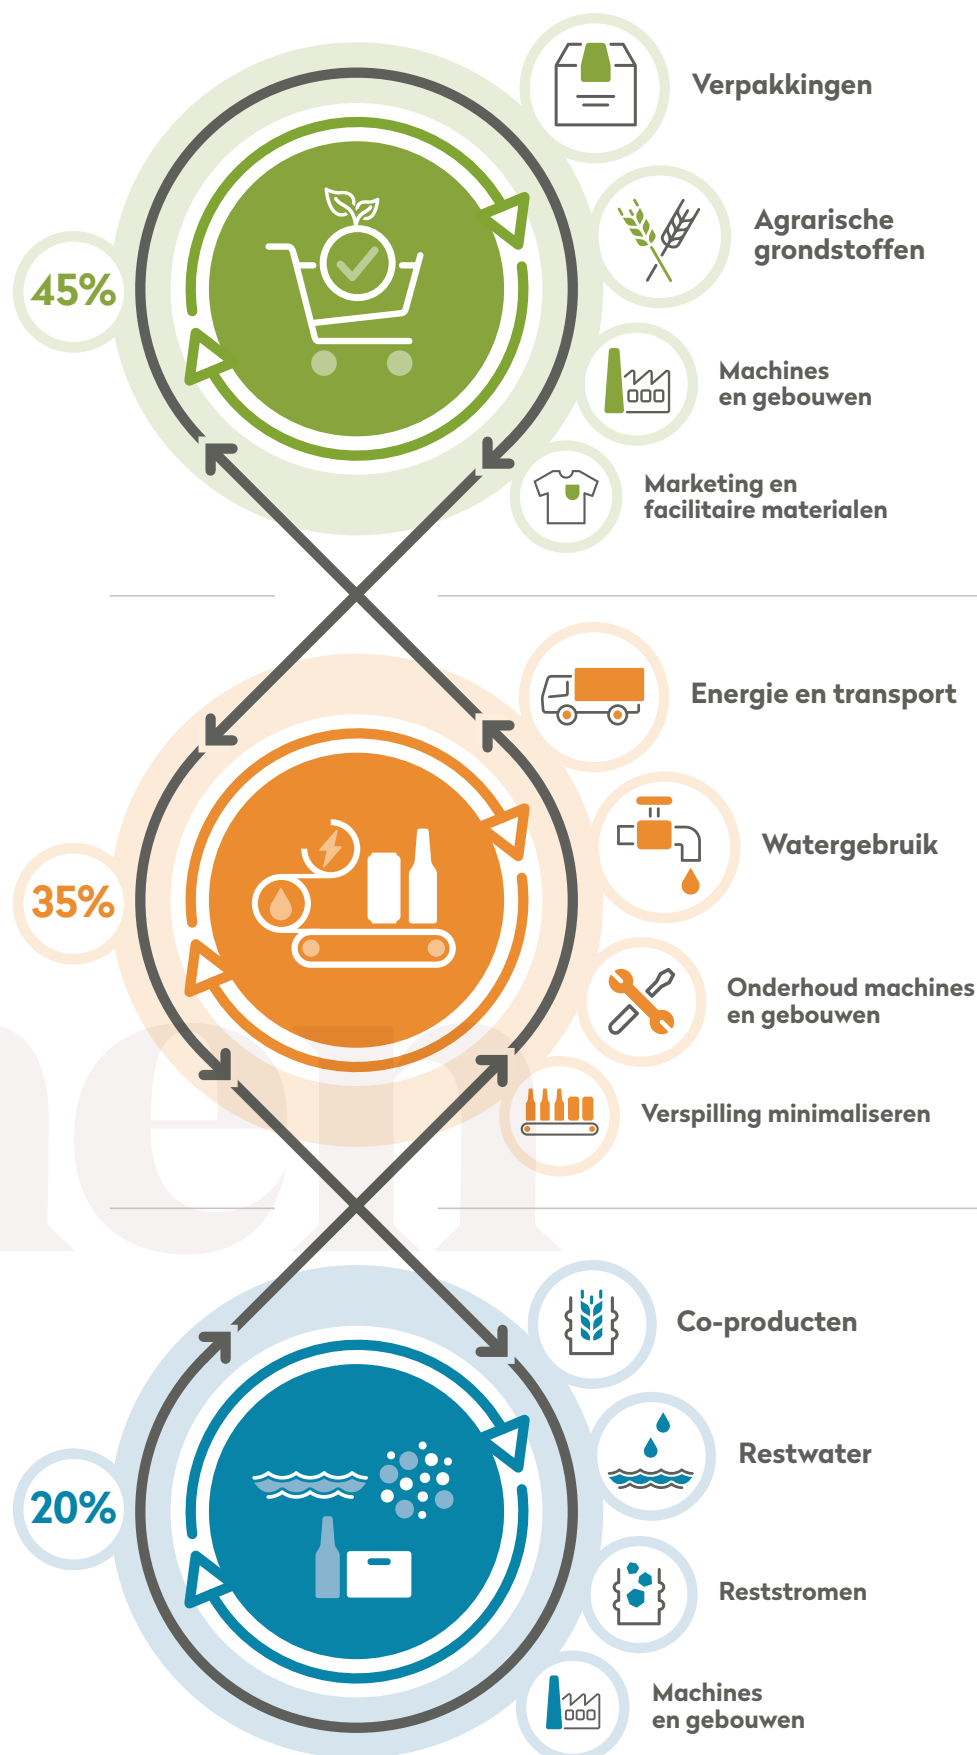 Verpakkingen
Agrarische
grondstoffen
45%
Machines
en gebouwen
Marketing en
facilitaire materialen
Energie en transport
Watergebruik
35%
Onderhoud machines
en gebouwen
Verspilling minimaliseren
Co-producten
Restwater
20%
Reststromen
Machines
en gebouwen